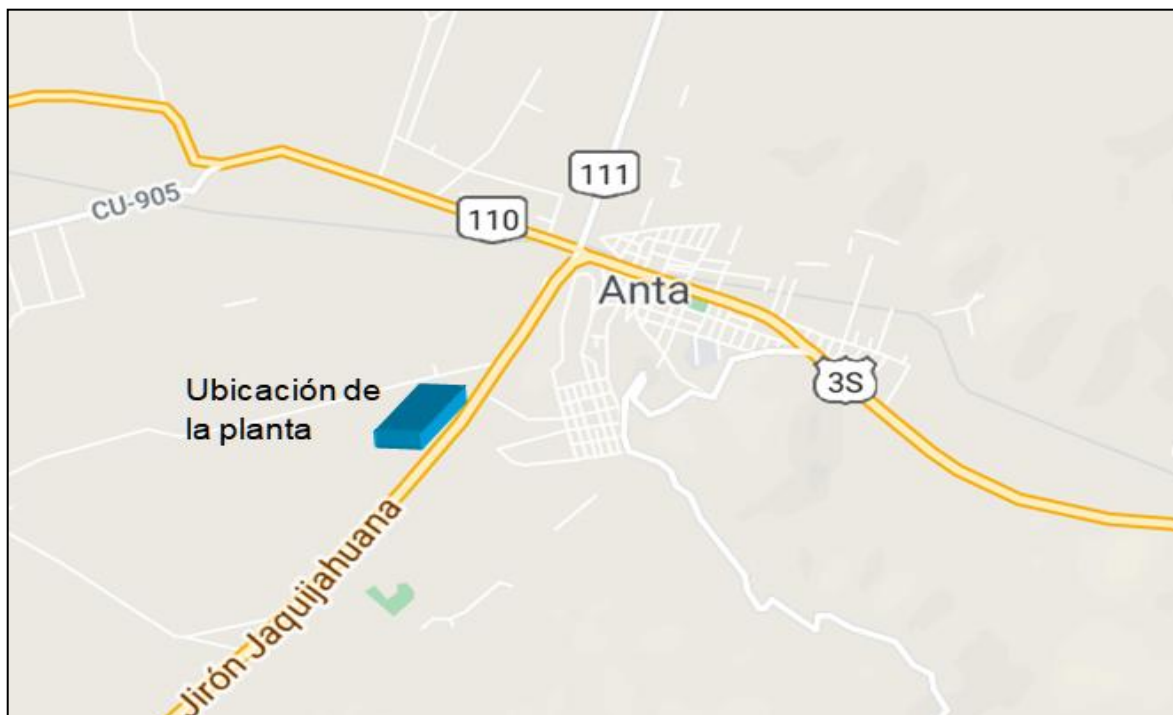 111
CU-905
110
Anta
3S
Ubicación de
la planta
Jirón Jaquijahuana